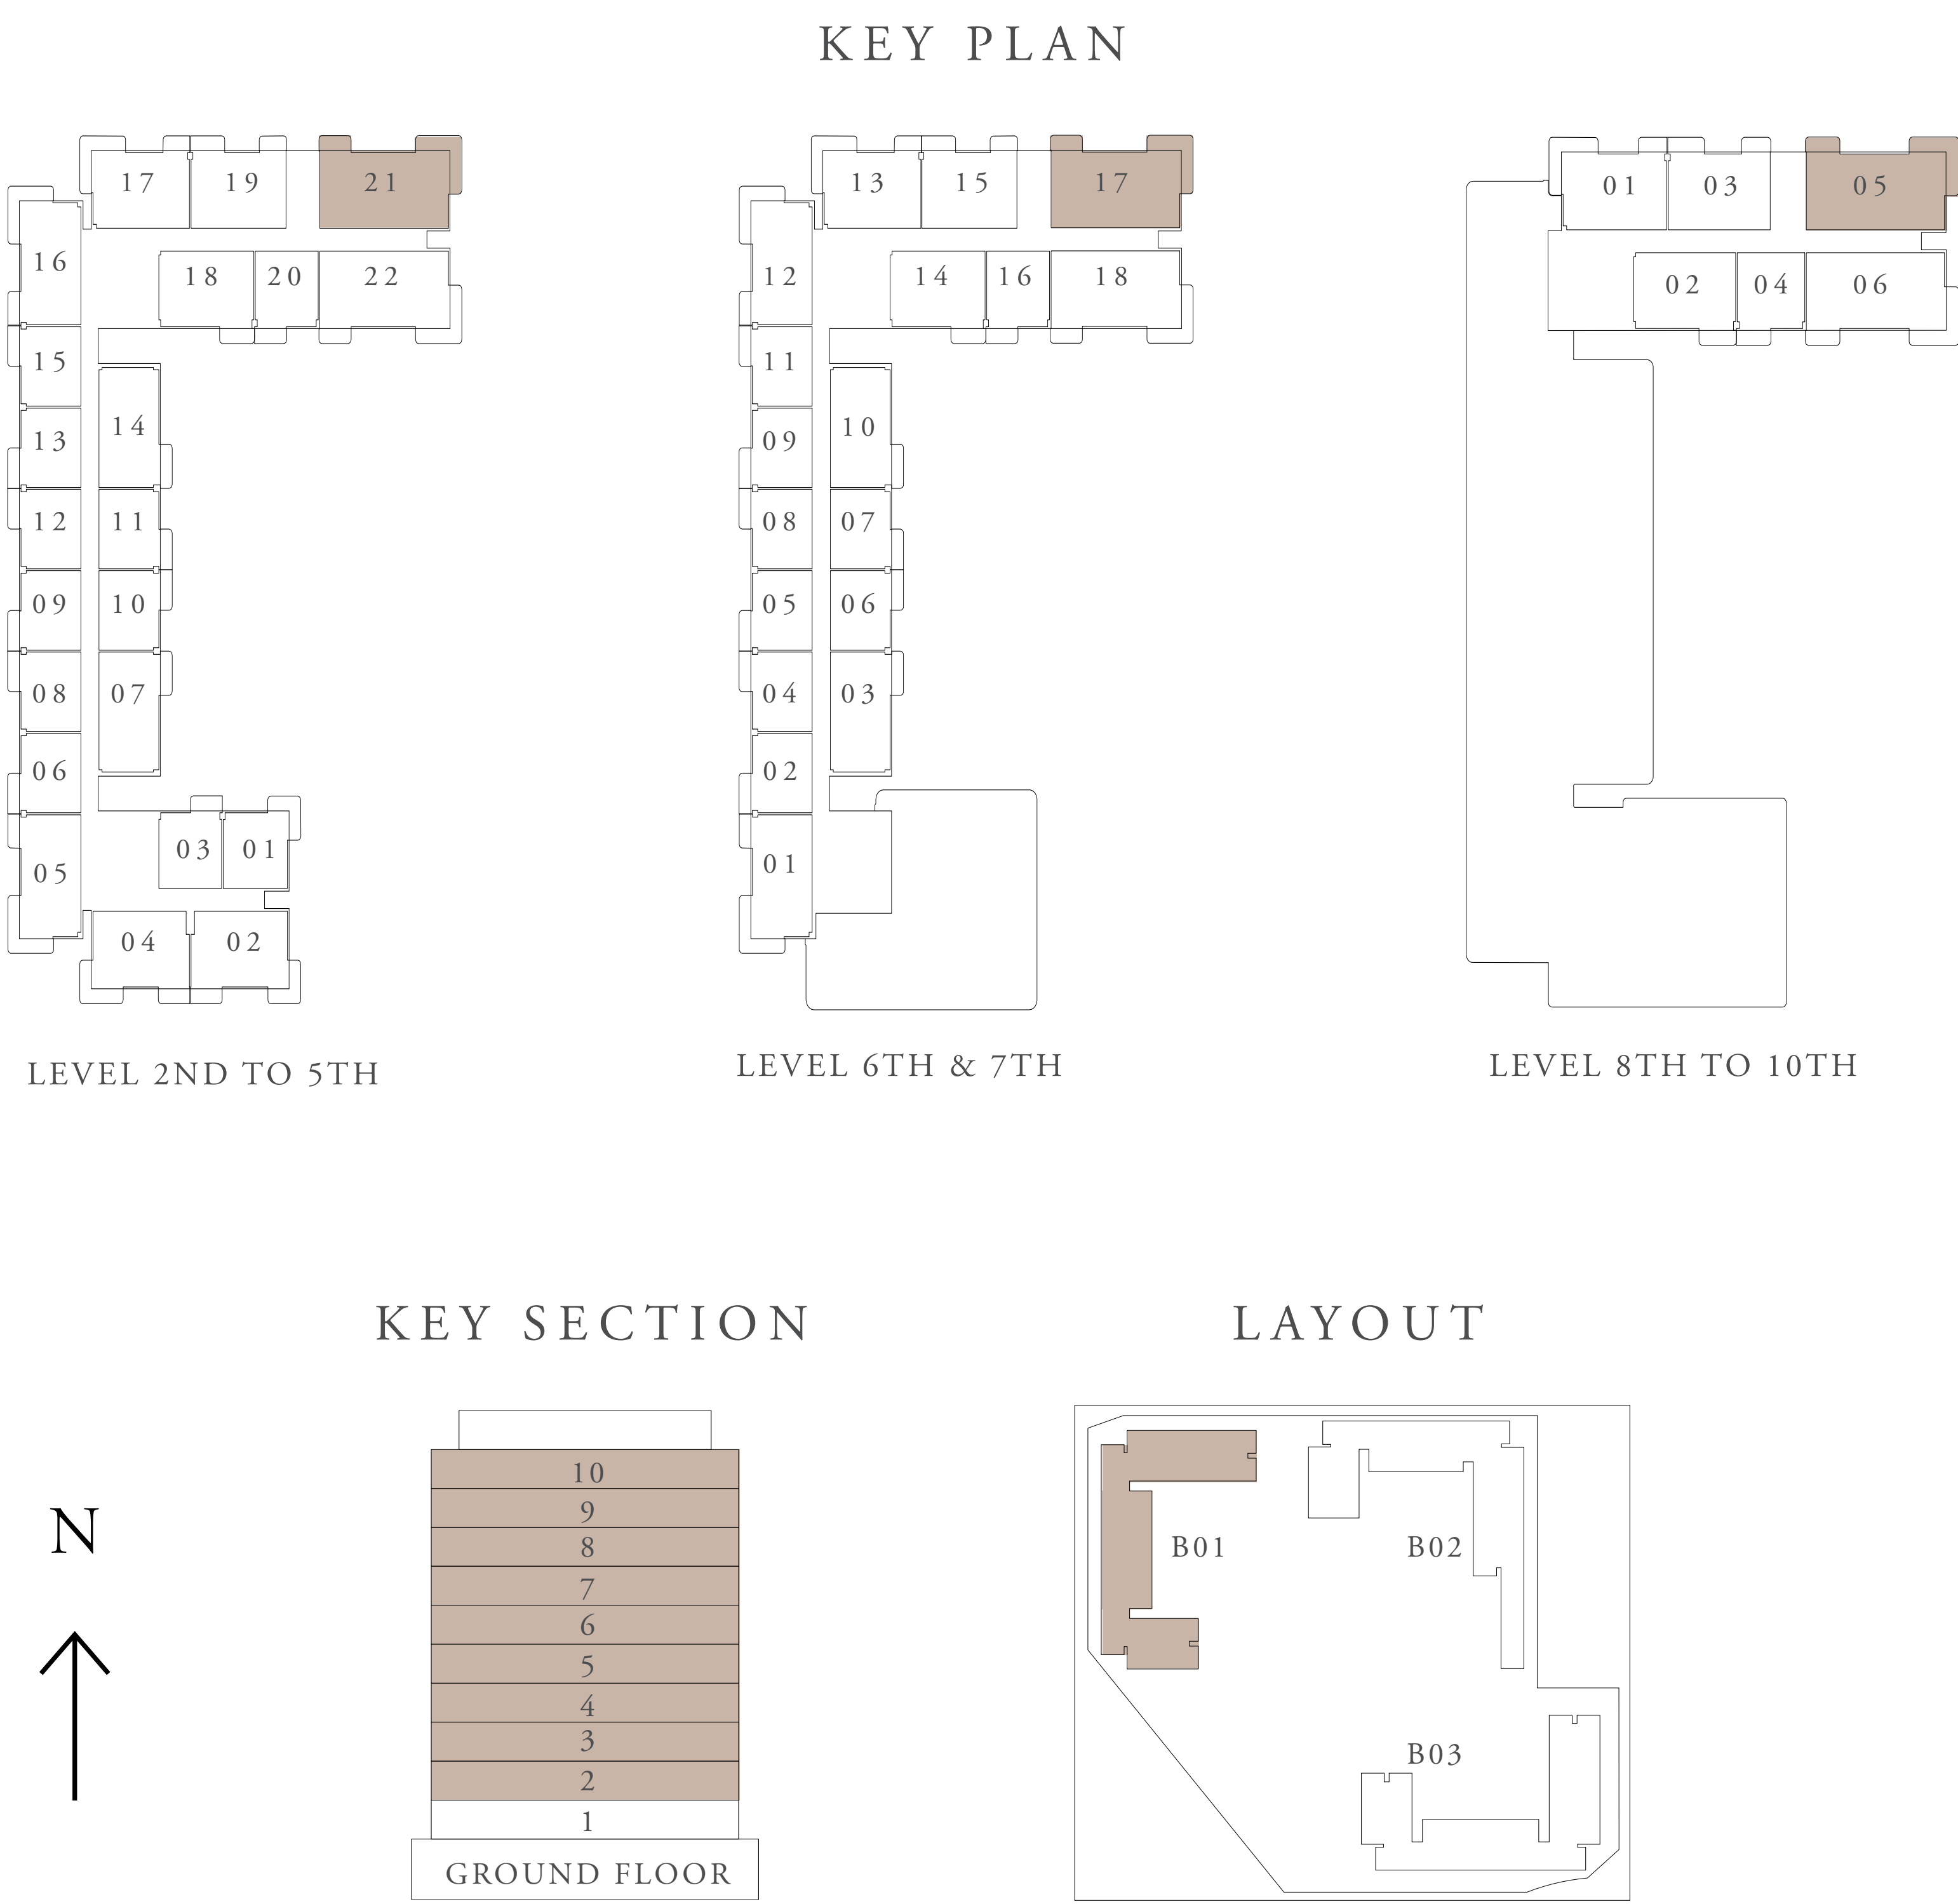 KEY PLAN
17 19 21
16
18 20 22
15
14
13
12 11
09 10
08 07
06
03 01
05
04 02
LEVEL 2ND TO 5TH
13 15 17
12
14 16 18
11
10
09
08 07
05 06
04 03
02
01
LEVEL 6TH & 7TH
01 03 05
02 04 06
LEVEL 8TH TO 10TH
KEY SECTION
N
10
9
8
7
6
5
4
3
2
1
GROUND FLOOR
LAYOUT
B01 B02
B03